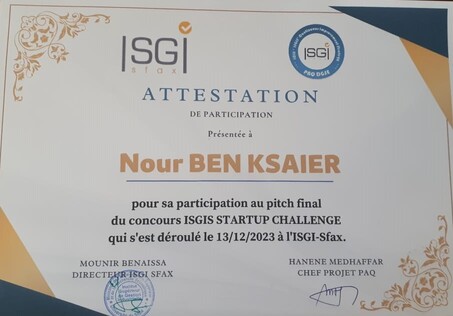 ISGI
sfax
ISGI
PAQ DGSE
ATTESTATION
DE PARTICIPATION
Présentée à
Nour BEN KSAIER
pour sa participation au pitch final
du concours ISGIS STARTUP CHALLENGE
qui s'est déroulé le 13/12/2023 à l'ISGI-Sfax.
MOUNIR BENAISSA
DIRECTEUR ISGI SFAX
HANENE MEDHAFFAR
CHEF PROJET PAQ